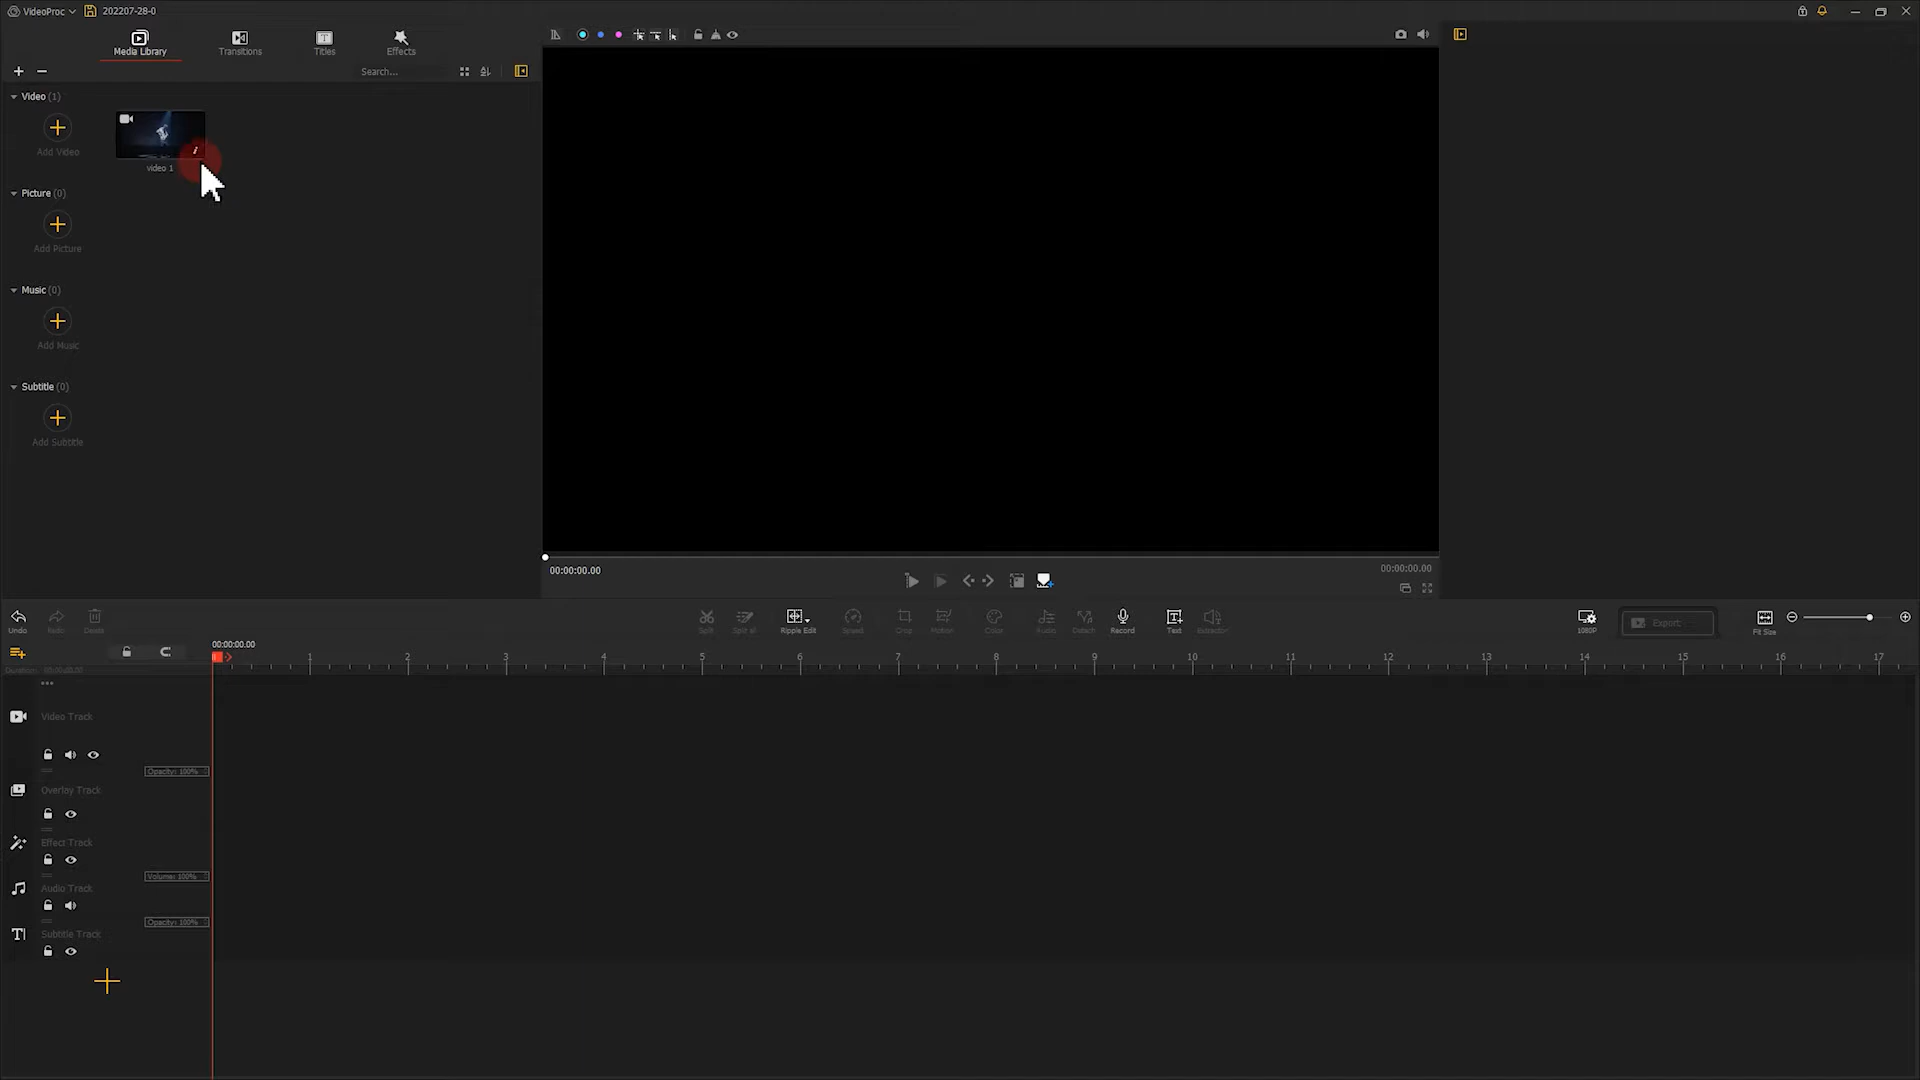 VideoProc
202207-28-0
Media Library
Transitions
Titles
Effects
Search...
Video (1)
Add Video
video 1
Picture (0)
Add Picture
Music (0)
Add Music
Subtitle (0)
Add Subtitle
00:00:00.00
00:00:00.00
Undo
Redo
Delete
Split
Split all
Ripple Edit
Speed
Crop
Motion
Color
Audio
Detach
Record
Text
Extraction
1080P
Export
Fit Size
00:00:00.00
1 2 3 4 5 6 7 8 9 10 11 12 13 14 15 16 17
Duration: 00:00:00.00
Video Track
Opacity: 100%
Overlay Track
Effect Track
Volume: 100%
Audio Track
Opacity: 100%
Subtitle Track